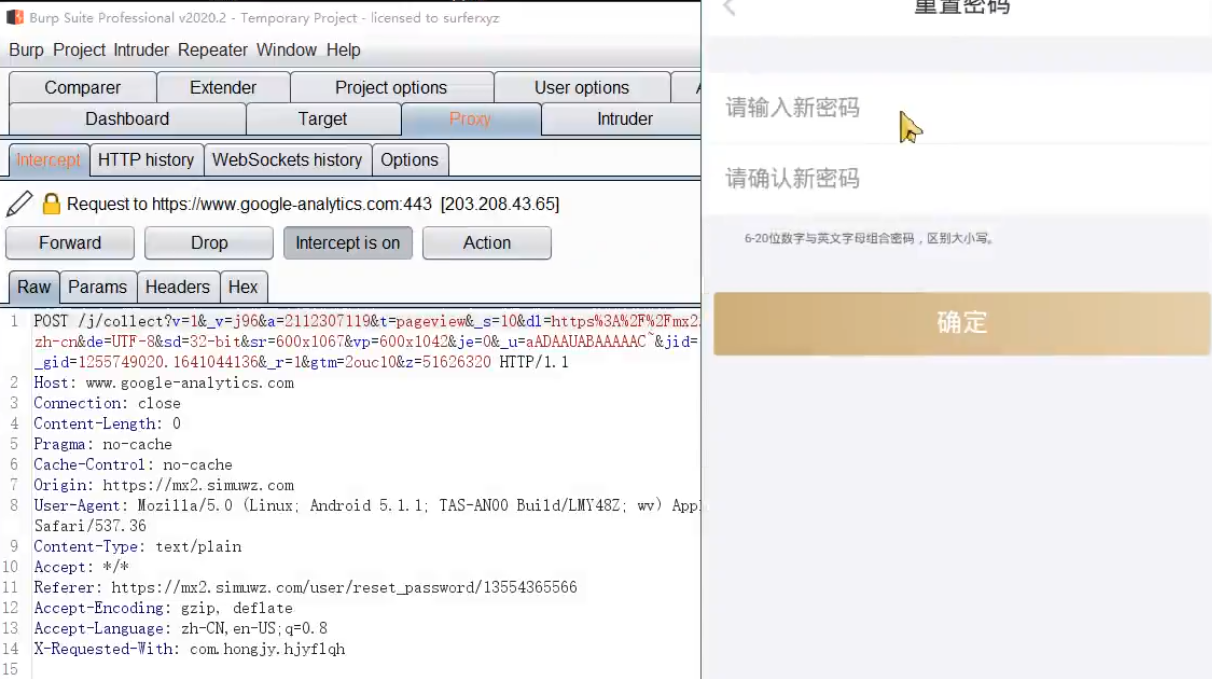 Burp Suite Professional v2020.2 - Temporary Project - licensed to surferxyz
Burp Project Intruder Repeater Window Help
Comparer Extender Project options User options
Dashboard Target Proxy Intruder
Intercept HTTP history WebSockets history Options
Request to https://www.google-analytics.com:443 [203.208.43.65]
Forward Drop Intercept is on Action
Raw Params Headers Hex
1 POST /j/collect?v=1&_v=j96&a=2112307119&t=pageview&_s=10&dl=https%3A%2F%2Fmx2
zh-cn&de=UTF-8&sd=32-bit&sr=600x1067&vp=600x1042&je=0&_u=aADAAUABAAAAAC~&jid=
_gid=1255749020.1641044136&_r=1&gtm=2ouc10&z=51626320 HTTP/1.1
2 Host: www.google-analytics.com
3 Connection: close
4 Content-Length: 0
5 Pragma: no-cache
6 Cache-Control: no-cache
7 Origin: https://mx2.simuwz.com
8 User-Agent: Mozilla/5.0 (Linux; Android 5.1.1; TAS-AN00 Build/LMY48Z; wv) Appl
Safari/537.36
9 Content-Type: text/plain
10 Accept: */*
11 Referer: https://mx2.simuwz.com/user/reset_password/13554365566
12 Accept-Encoding: gzip, deflate
13 Accept-Language: zh-CN,en-US;q=0.8
14 X-Requested-With: com.hongjy.hjyflqh
15
重置密码
请输入新密码
请确认新密码
6-20位数字与英文字母组合密码，区别大小写。
确定